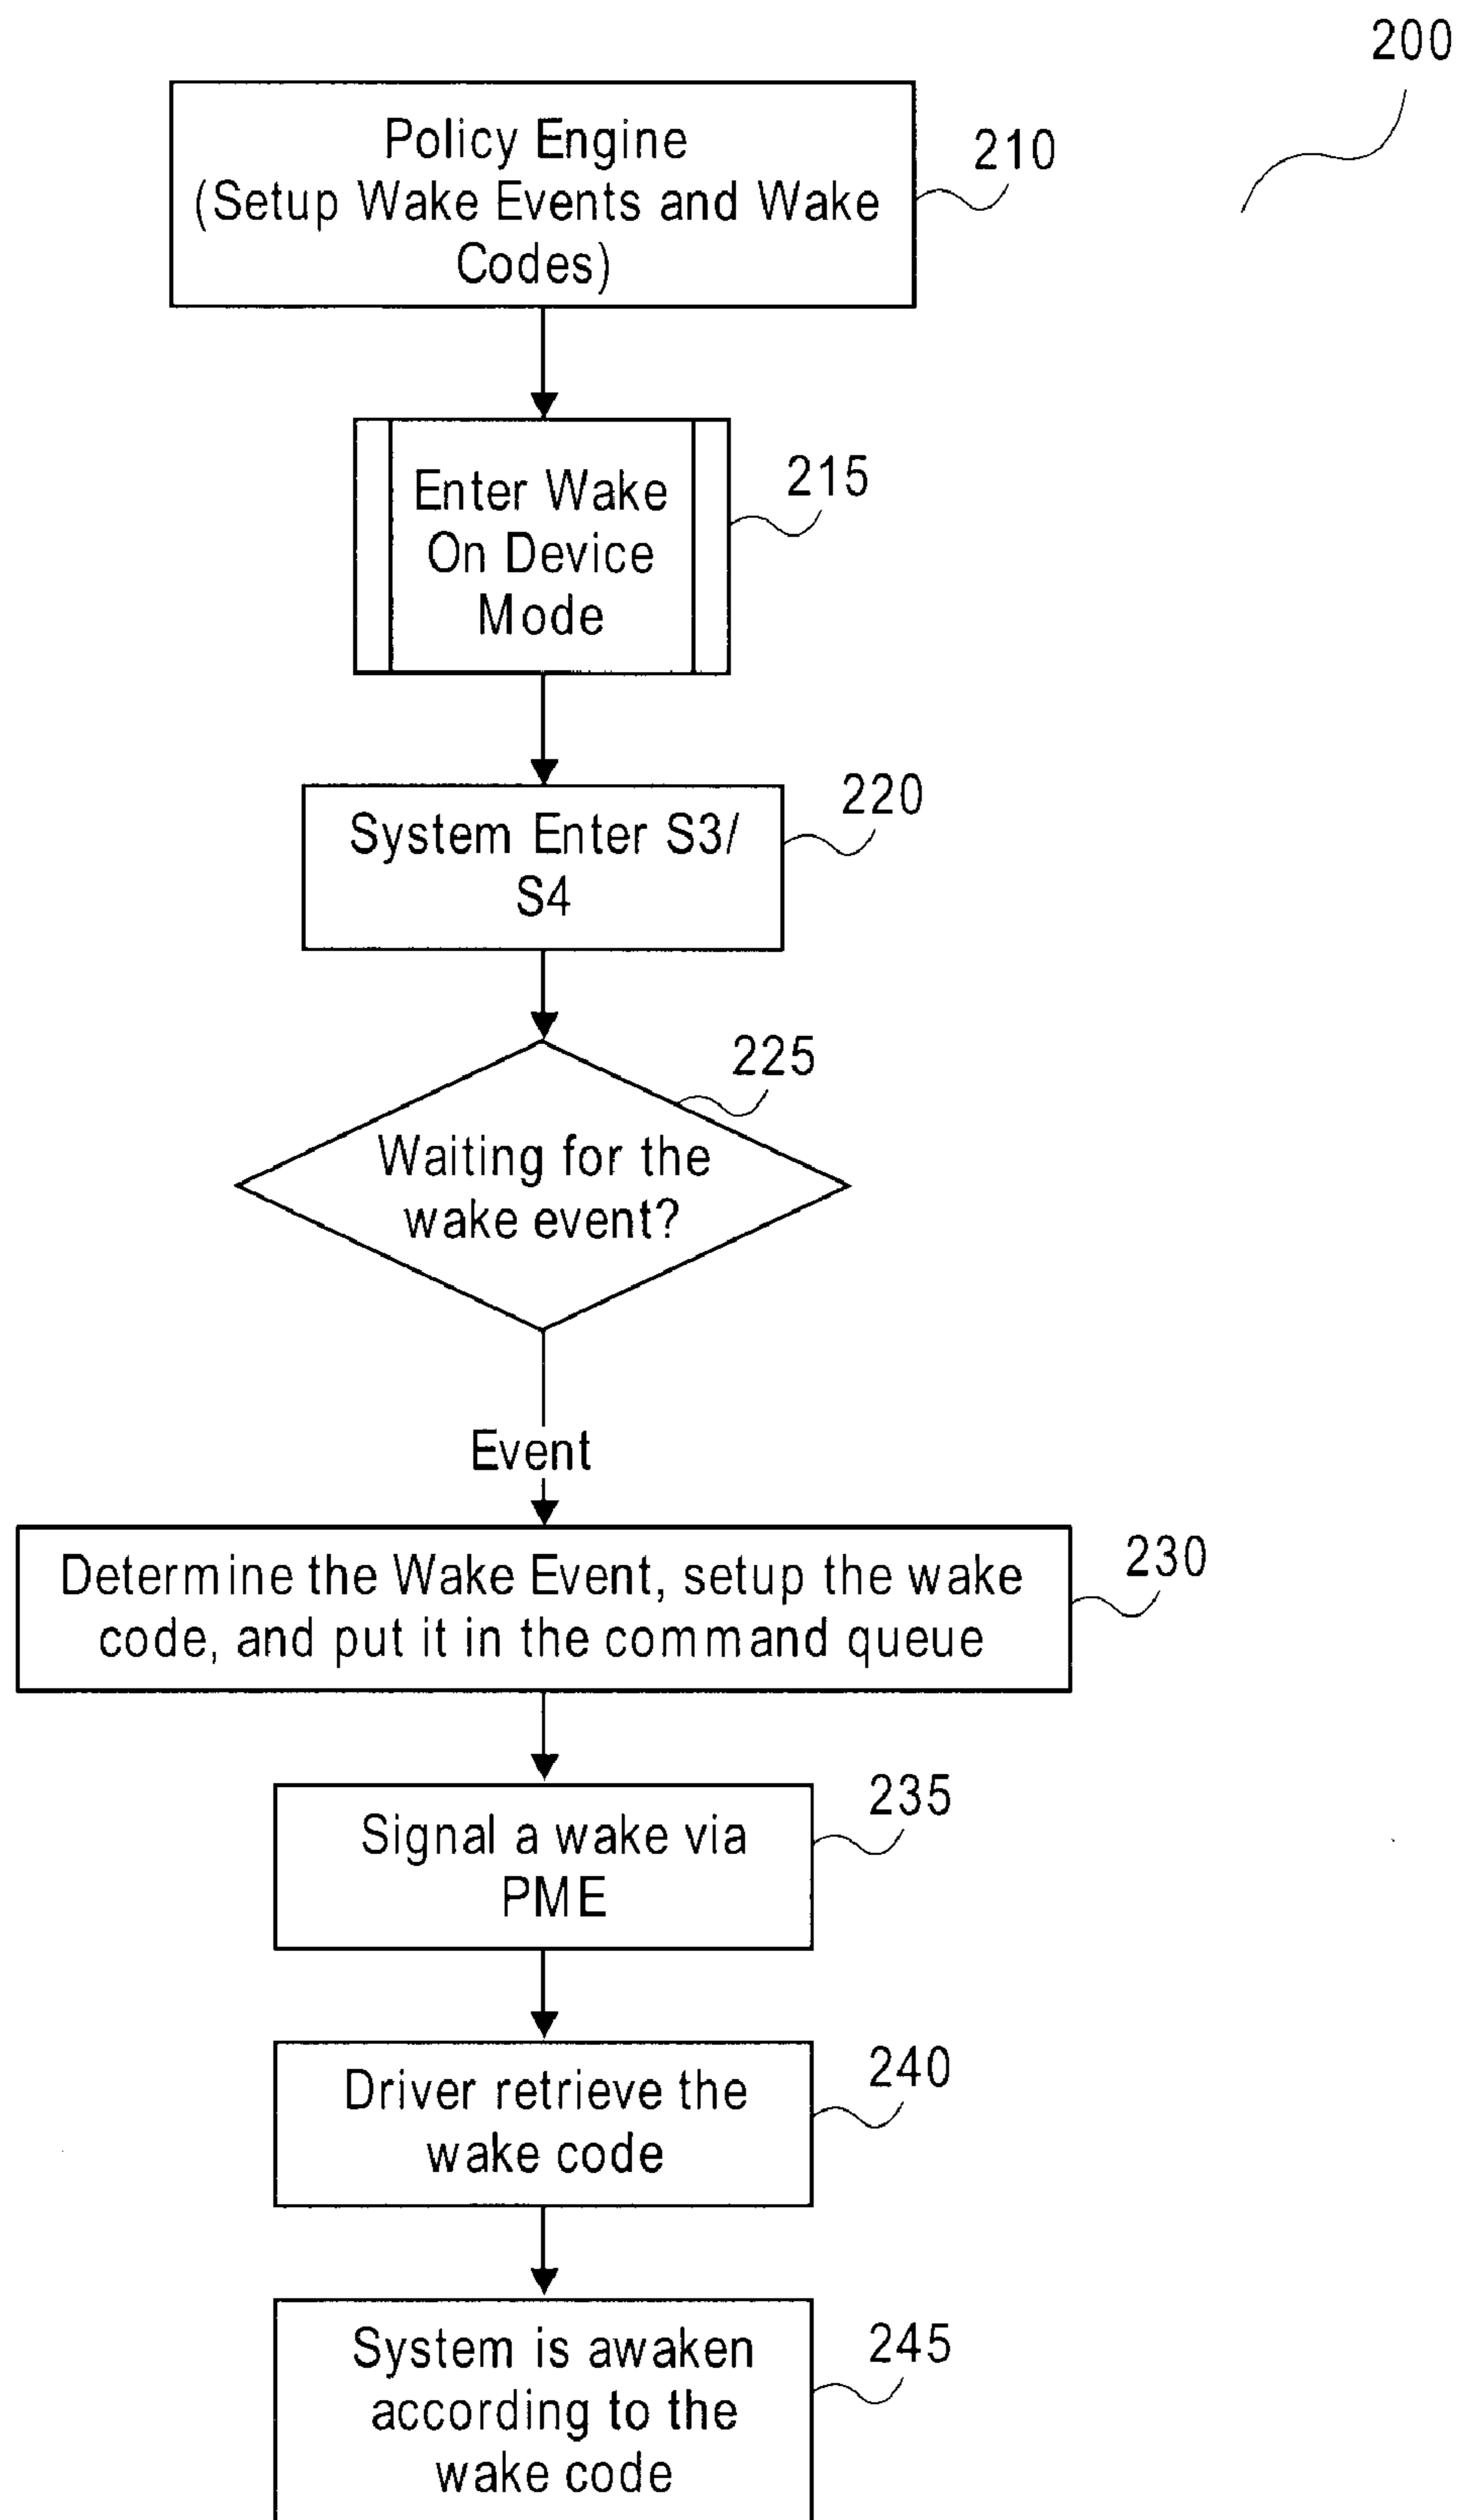 200
Policy Engine
(Setup Wake Events and Wake
Codes)
210
Enter Wake
On Device
Mode
215
System Enter S3/
S4
220
225
Waiting for the
wake event?
Event
Determine the Wake Event, setup the wake
code, and put it in the command queue
230
Signal a wake via
PME
235
Driver retrieve the
wake code
240
System is awaken
according to the
wake code
245